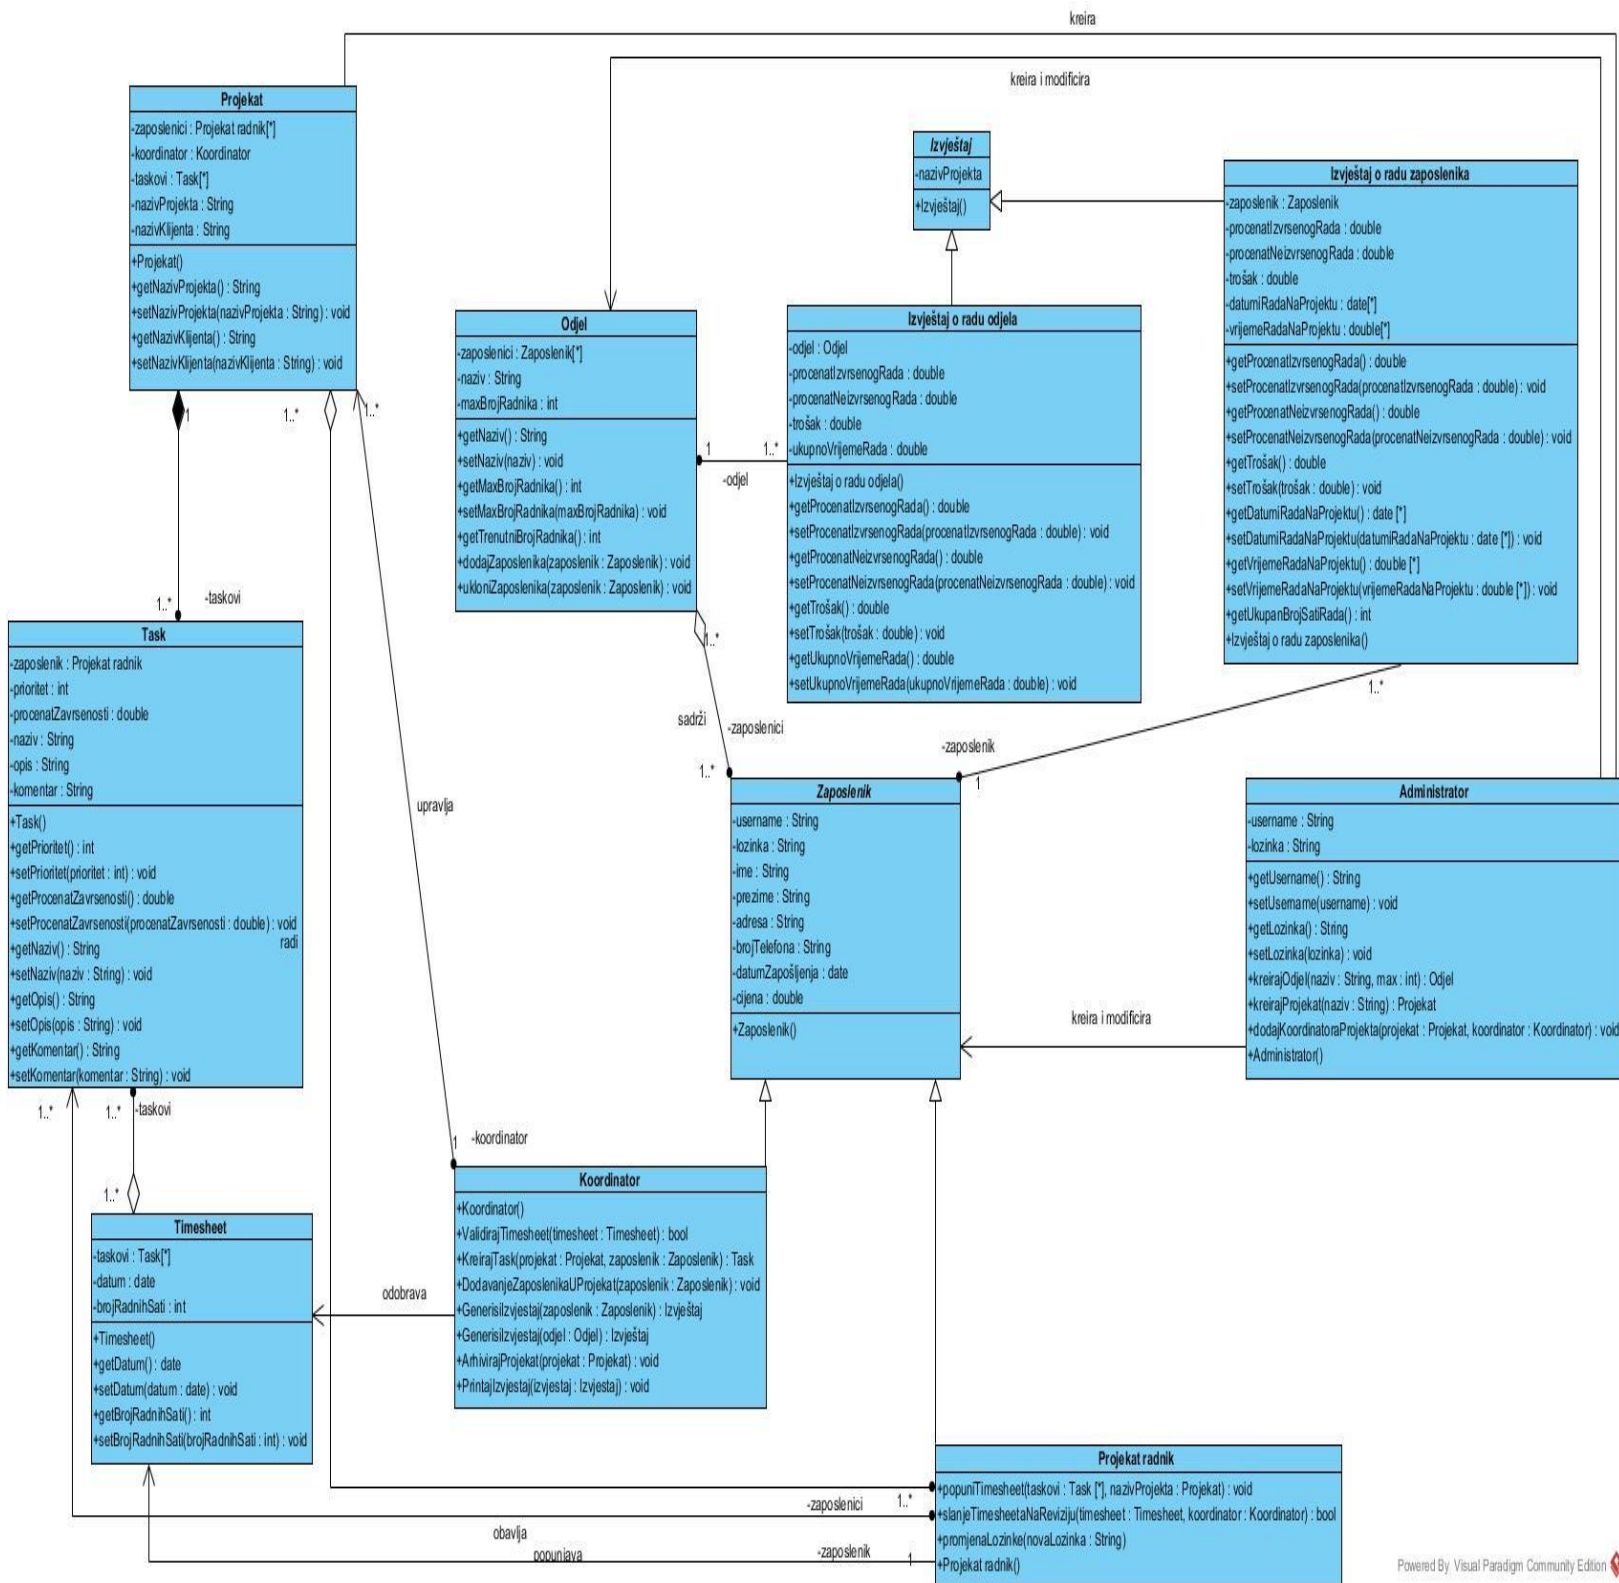 kreira
kreira i modificira
Projekat
-zaposlenici : Projekat radnik[*]
-koordinator : Koordinator
-taskovi : Task[*]
-nazivProjekta : String
-nazivKlijenta : String
+Projekat()
+getNazivProjekta() : String
+setNazivProjekta(nazivProjekta : String) : void
+getNazivKlijenta() : String
+setNazivKlijenta(nazivKlijenta : String) : void
1
1..*
1..*
Izvještaj
-nazivProjekta
+Izvještaj()
Izvještaj o radu zaposlenika
-zaposlenik : Zaposlenik
-procenatIzvrsenogRada : double
-procenatNeizvrsenogRada : double
-trošak : double
-datumiRadaNaProjektu : date[*]
-vrijemeRadaNaProjektu : double[*]
+getProcenatIzvrsenogRada() : double
+setProcenatIzvrsenogRada(procenatIzvrsenogRada : double) : void
+getProcenatNeizvrsenogRada() : double
+setProcenatNeizvrsenogRada(procenatNeizvrsenogRada : double) : void
+getTrošak() : double
+setTrošak(trošak : double) : void
+getDatumiRadaNaProjektu() : date [*]
+setDatumiRadaNaProjektu(datumiRadaNaProjektu : date [*]) : void
+getVrijemeRadaNaProjektu() : double [*]
+setVrijemeRadaNaProjektu(vrijemeRadaNaProjektu : double [*]) : void
+getUkupanBrojSatiRada() : int
+Izvještaj o radu zaposlenika()
1..*
Odjel
-zaposlenici : Zaposlenik[*]
-naziv : String
-maxBrojRadnika : int
+getNaziv() : String
+setNaziv(naziv) : void
+getMaxBrojRadnika() : int
+setMaxBrojRadnika(maxBrojRadnika) : void
+getTrenutniBrojRadnika() : int
+dodajZaposlenika(zaposlenik : Zaposlenik) : void
+ukloniZaposlenika(zaposlenik : Zaposlenik) : void
1
1..*
-odjel
Izvještaj o radu odjela
-odjel : Odjel
-procenatIzvrsenogRada : double
-procenatNeizvrsenogRada : double
-trošak : double
-ukupnoVrijemeRada : double
+Izvještaj o radu odjela()
+getProcenatIzvrsenogRada() : double
+setProcenatIzvrsenogRada(procenatIzvrsenogRada : double) : void
+getProcenatNeizvrsenogRada() : double
+setProcenatNeizvrsenogRada(procenatNeizvrsenogRada : double) : void
+getTrošak() : double
+setTrošak(trošak : double) : void
+getUkupnoVrijemeRada() : double
+setUkupnoVrijemeRada(ukupnoVrijemeRada : double) : void
1..*
sadrži
-zaposlenici
1..*
-zaposlenik
1
1..*
-taskovi
Task
-zaposlenik : Projekat radnik
-prioritet : int
-procenatZavrsenosti : double
-naziv : String
-opis : String
-komentar : String
+Task()
+getPrioritet() : int
+setPrioritet(prioritet : int) : void
+getProcenatZavrsenosti() : double
+setProcenatZavrsenosti(procenatZavrsenosti : double) : void
+getNaziv() : String
radi
+setNaziv(naziv : String) : void
+getOpis() : String
+setOpis(opis : String) : void
+getKomentar() : String
+setKomentar(komentar : String) : void
upravlja
Zaposlenik
-username : String
-lozinka : String
-ime : String
-prezime : String
-adresa : String
-brojTelefona : String
-datumZapošljenja : date
-cijena : double
+Zaposlenik()
Administrator
-username : String
-lozinka : String
+getUsername() : String
+setUsername(username) : void
+getLozinka() : String
+setLozinka(lozinka) : void
+kreirajOdjel(naziv : String, max : int) : Odjel
+kreirajProjekat(naziv : String) : Projekat
+dodajKoordinatoraProjekta(projekat : Projekat, koordinator : Koordinator) : void
+Administrator()
kreira i modificira
1..*
1..*
-taskovi
1..*
1
-koordinator
Koordinator
+Koordinator()
+ValidirajTimesheet(timesheet : Timesheet) : bool
+KreirajTask(projekat : Projekat, zaposlenik : Zaposlenik) : Task
+DodavanjeZaposlenikaUProjekat(zaposlenik : Zaposlenik) : void
+GenerisiIzvjestaj(zaposlenik : Zaposlenik) : Izvještaj
+GenerisiIzvjestaj(odjel : Odjel) : Izvještaj
+ArhivirajProjekat(projekat : Projekat) : void
+PrintajIzvjestaj(izvjestaj : Izvjestaj) : void
Timesheet
-taskovi : Task[*]
-datum : date
-brojRadnihSati : int
+Timesheet()
+getDatum() : date
+setDatum(datum : date) : void
+getBrojRadnihSati() : int
+setBrojRadnihSati(brojRadnihSati : int) : void
odobrava
Projekat radnik
+popuniTimesheet(taskovi : Task [*], nazivProjekta : Projekat) : void
+slanjeTimesheetaNaReviziju(timesheet : Timesheet, koordinator : Koordinator) : bool
+promjenaLozinke(novaLozinka : String)
+Projekat radnik()
-zaposlenici
1..*
obavlja
popunjava
-zaposlenik
1
Powered By Visual Paradigm Community Edition